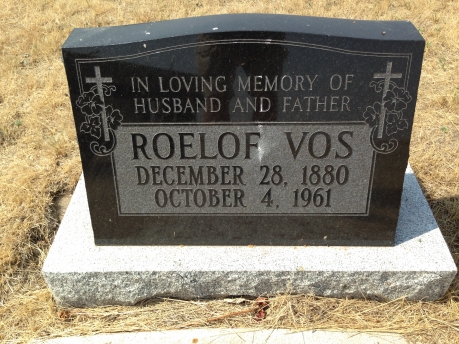 IN LOVING MEMORY OF
HUSBAND AND FATHER
ROELOF VOS
DECEMBER 28, 1880
OCTOBER 4, 1961